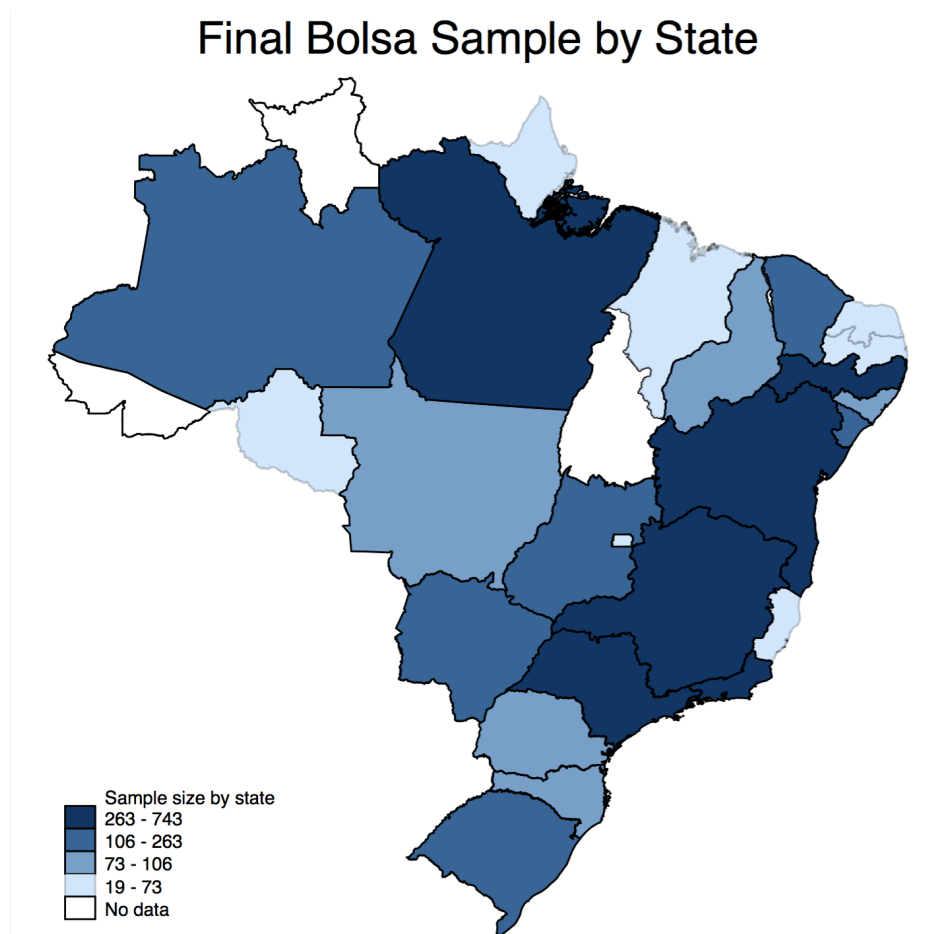 Final Bolsa Sample by State
Sample size by state
263 - 743
106 - 263
73 - 106
19 - 73
No data